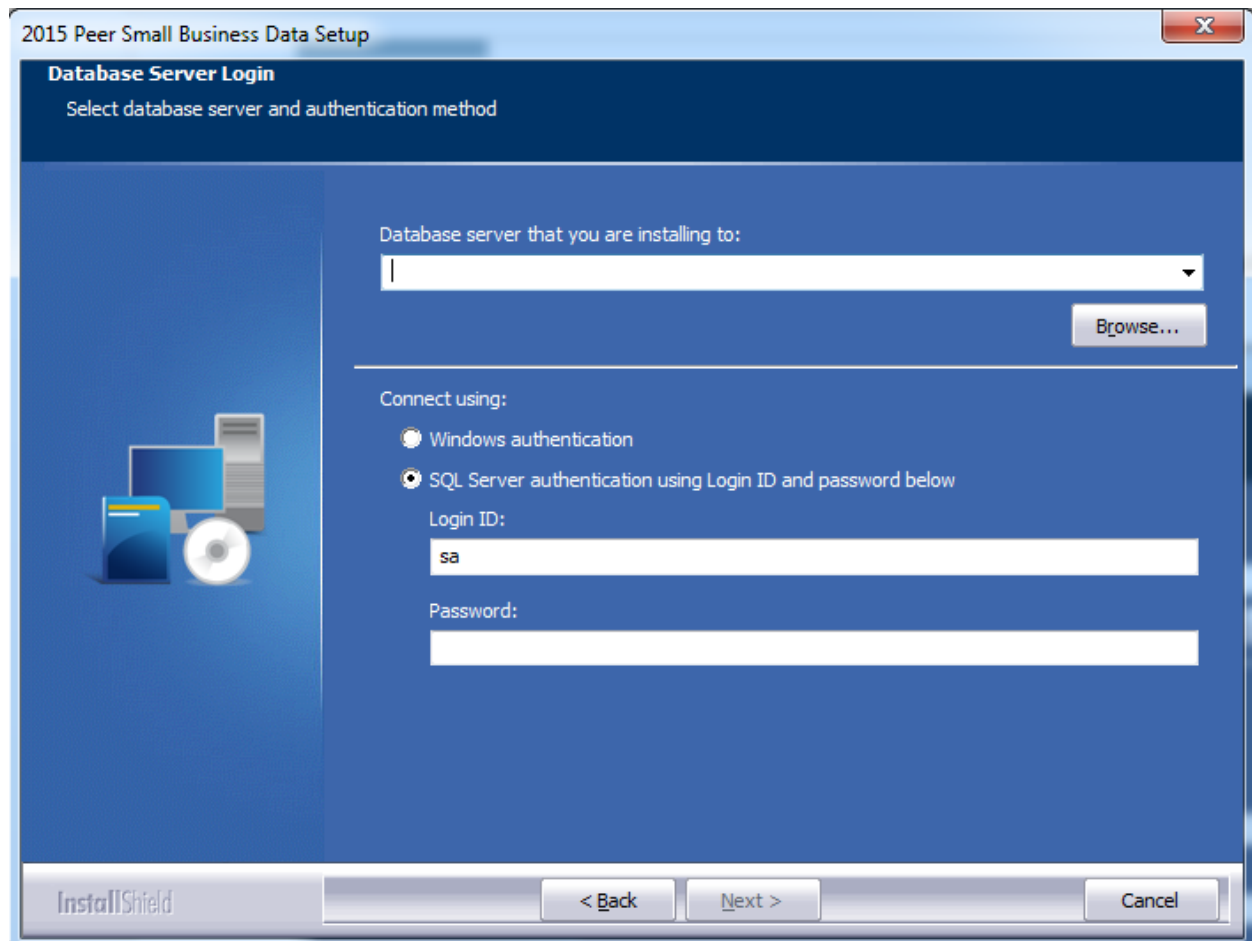 2015 Peer Small Business Data Setup
Database Server Login
Select database server and authentication method
Database server that you are installing to:
Browse...
Connect using:
Windows authentication
SQL Server authentication using Login ID and password below
Login ID:
sa
Password:
InstallShield
< Back
Next >
Cancel